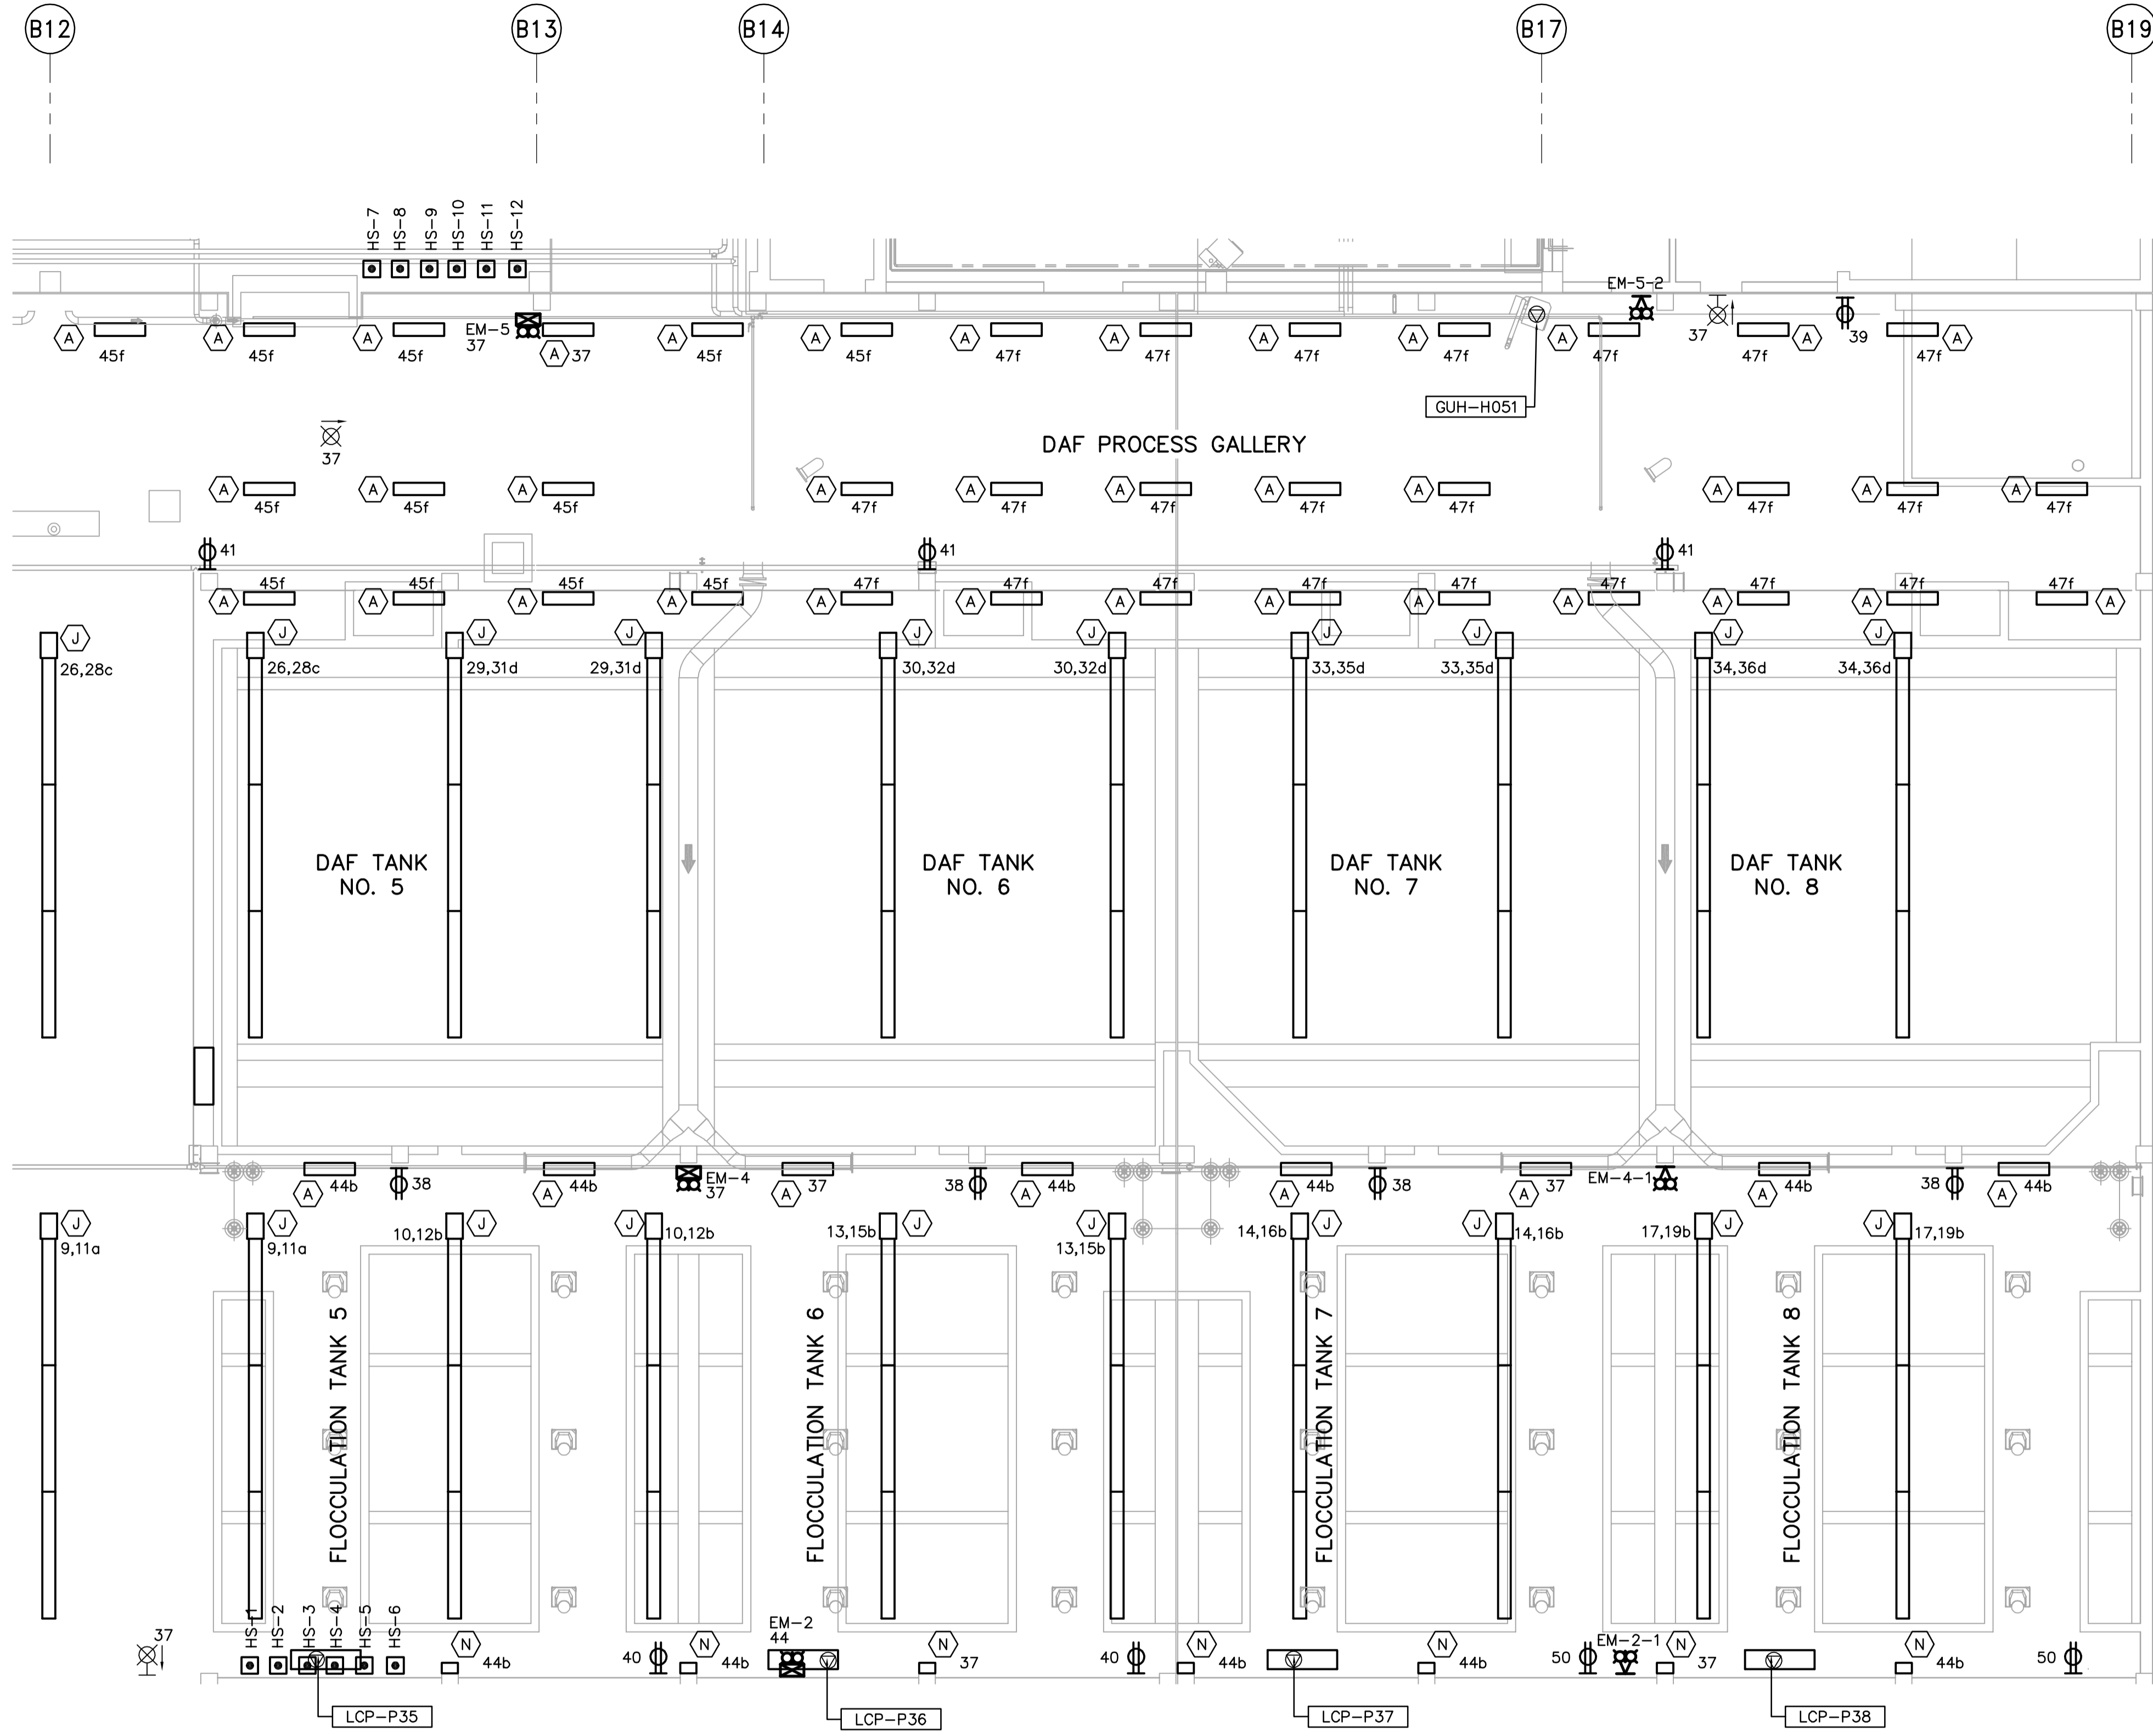 B12
B13
B14
B17
B19
HS-7
HS-8
HS-9
HS-10
HS-11
HS-12
EM-5-2
A
A
A
EM-5
37
A
37
A
A
A
A
A
A
A
37
A
39
A
45f
45f
45f
45f
45f
47f
47f
47f
47f
47f
47f
47f
GUH-H051
DAF PROCESS GALLERY
37
A
A
A
A
A
A
A
A
A
A
A
45f
45f
45f
47f
47f
47f
47f
47f
47f
47f
47f
41
41
41
45f
45f
45f
45f
47f
47f
47f
47f
47f
47f
47f
47f
47f
A
A
A
A
A
A
A
A
A
A
A
A
A
J
J
J
J
J
J
J
J
J
J
26,28c
26,28c
29,31d
29,31d
30,32d
30,32d
33,35d
33,35d
34,36d
34,36d
DAF TANK
NO. 5
DAF TANK
NO. 6
DAF TANK
NO. 7
DAF TANK
NO. 8
A
44b
38
A
44b
EM-4
37
A
37
38
A
44b
A
44b
38
A
37
EM-4-1
A
44b
38
A
44b
J
J
J
J
J
J
J
J
J
J
9,11a
9,11a
10,12b
10,12b
13,15b
13,15b
14,16b
14,16b
17,19b
17,19b
FLOCCULATION TANK 5
FLOCCULATION TANK 6
FLOCCULATION TANK 7
FLOCCULATION TANK 8
37
HS-1
HS-2
HS-3
HS-4
HS-5
HS-6
N
44b
40
N
44b
EM-2
44
N
37
40
N
44b
N
44b
50
EM-2-1
N
37
N
44b
50
LCP-P35
LCP-P36
LCP-P37
LCP-P38